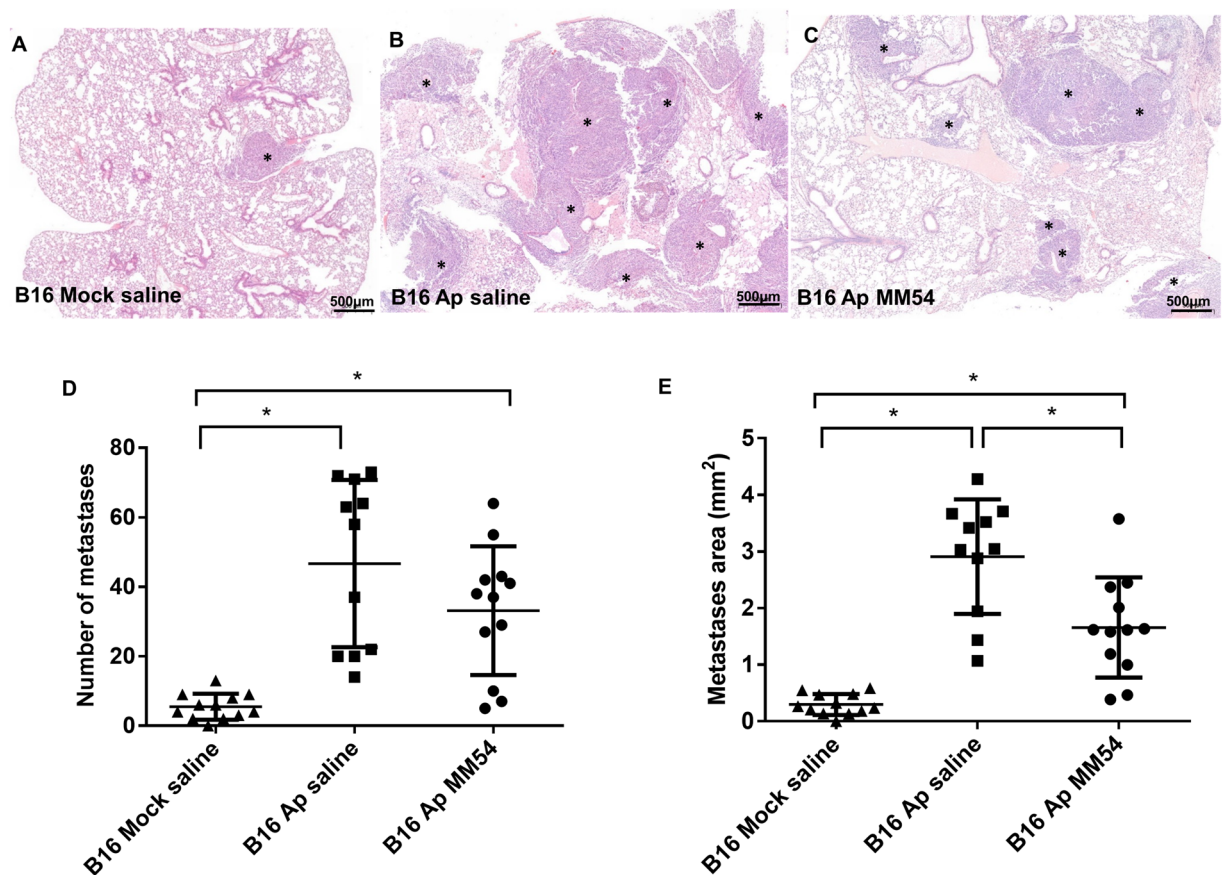 A
B16 Mock saline
500µm
B
B16 Ap saline
500µm
C
B16 Ap MM54
500µm
D
*
*
Number of metastases
80
60
40
20
0
B16 Mock saline
B16 Ap saline
B16 Ap MM54
E
*
*
*
Metastases area (mm²)
5
4
3
2
1
0
B16 Mock saline
B16 Ap saline
B16 Ap MM54